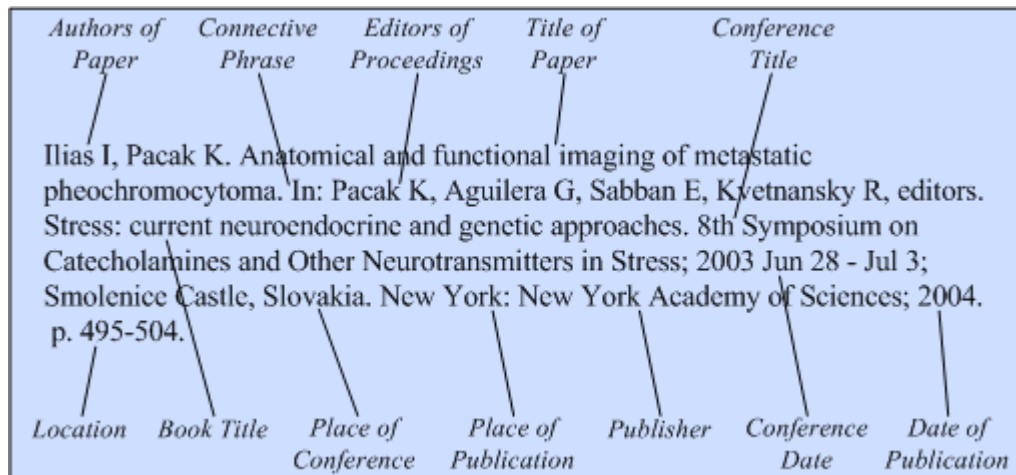 Authors of Connective Editors of Title of Conference
Paper Phrase Proceedings Paper Title
Ilias I, Pacak K. Anatomical and functional imaging of metastatic
pheochromocytoma. In: Pacak K, Aguilera G, Sabban E, Kvetnansky R, editors.
Stress: current neuroendocrine and genetic approaches. 8th Symposium on
Catecholamines and Other Neurotransmitters in Stress; 2003 Jun 28 - Jul 3;
Smolenice Castle, Slovakia. New York: New York Academy of Sciences; 2004.
p. 495-504.
Location Book Title Place of Place of Publisher Conference Date of
Conference Publication Date Publication